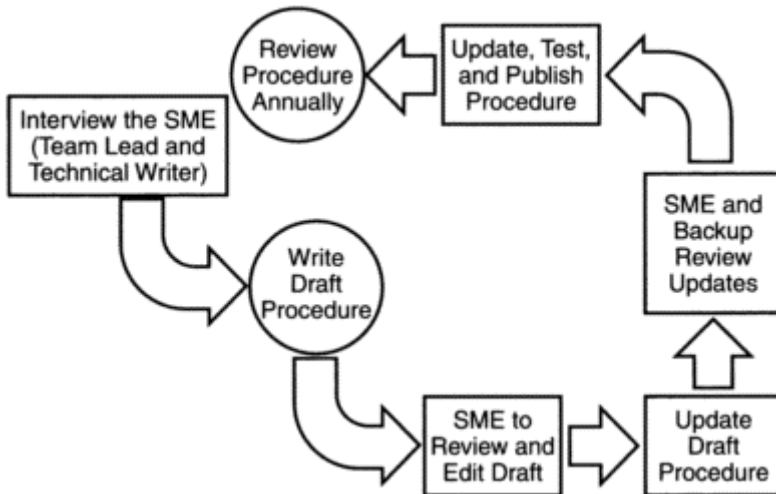 Interview the SME
(Team Lead and
Technical Writer)
Write
Draft
Procedure
SME to
Review and
Edit Draft
Update
Draft
Procedure
SME and
Backup
Review
Updates
Update, Test,
and Publish
Procedure
Review
Procedure
Annually